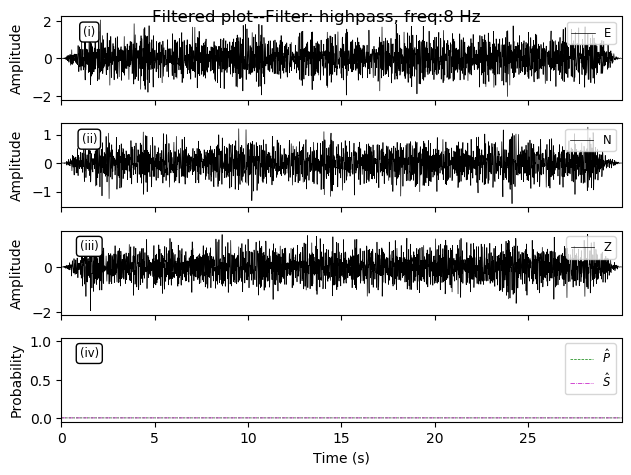 Filtered plot--Filter: highpass, freq:8 Hz
Amplitude
2
0
−2
(i)
E
Amplitude
1
0
−1
(ii)
N
Amplitude
0
−2
(iii)
Z
Probability
1.0
0.5
0.0
(iv)
P̂
Ŝ
0 5 10 15 20 25
Time (s)